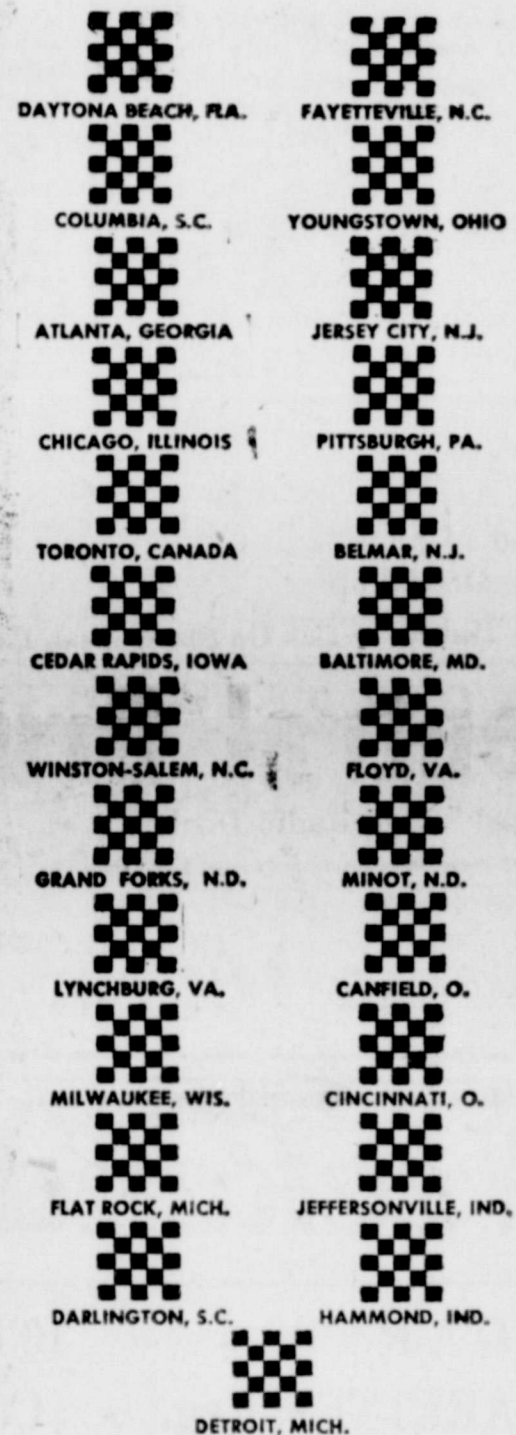 DAYTONA BEACH, FLA.
FAYETTEVILLE, N.C.
COLUMBIA, S.C.
YOUNGSTOWN, OHIO
ATLANTA, GEORGIA
JERSEY CITY, N.J.
CHICAGO, ILLINOIS
PITTSBURGH, PA.
TORONTO, CANADA
BELMAR, N.J.
CEDAR RAPIDS, IOWA
BALTIMORE, MD.
WINSTON-SALEM, N.C.
FLOYD, VA.
GRAND FORKS, N.D.
MINOT, N.D.
LYNCHBURG, VA.
CANFIELD, O.
MILWAUKEE, WIS.
CINCINNATI, O.
FLAT ROCK, MICH.
JEFFERSONVILLE, IND.
DARLINGTON, S.C.
HAMMOND, IND.
DETROIT, MICH.